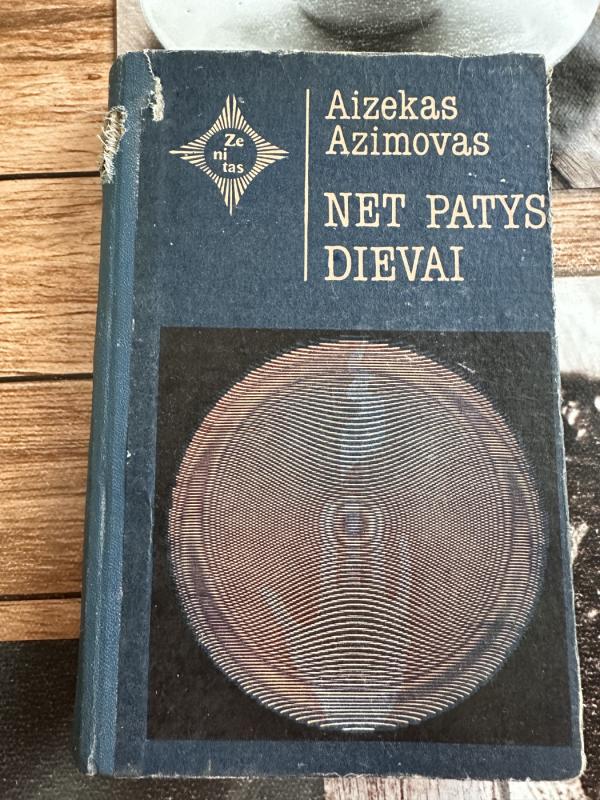 Ze
ni
tas
Aizekas
Azimovas
NET PATYS
DIEVAI